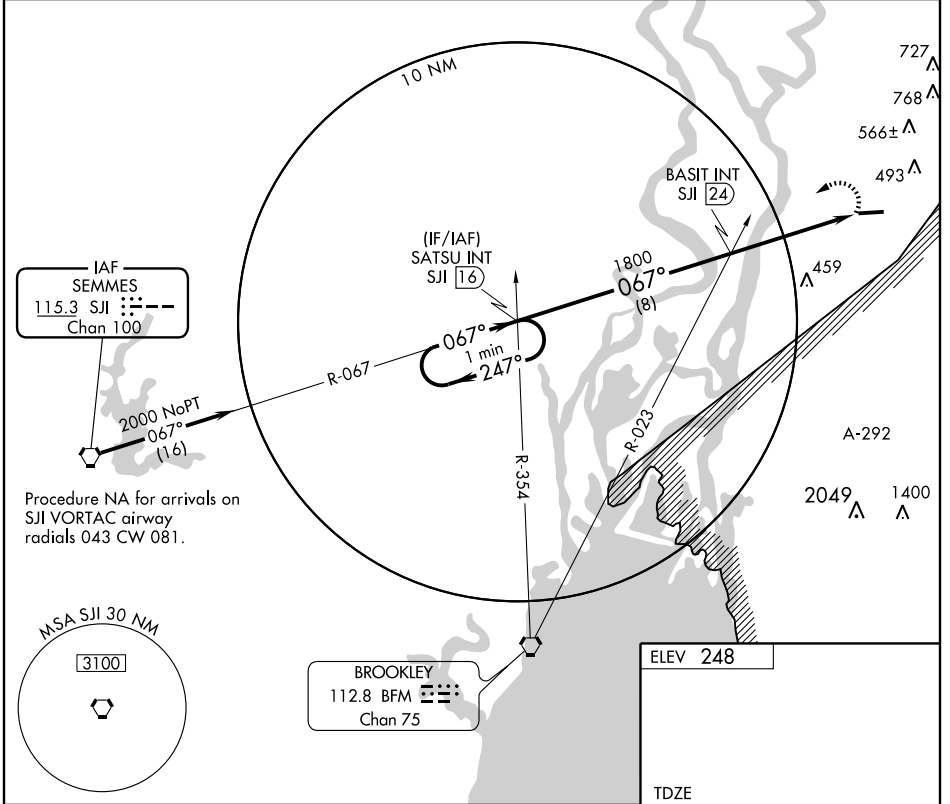 10 NM
727
768
566±
493
BASIT INT
SJI 24
(IF/IAF)
SATSU INT
SJI 16
1800
067°
(8)
459
IAF
SEMMES
115.3 SJI
Chan 100
067°
1 min
247°
R-067
2000 NoPT
067°
(16)
R-354
R-023
A-292
2049
1400
Procedure NA for arrivals on
SJI VORTAC airway
radials 043 CW 081.
MSA SJI 30 NM
3100
BROOKLEY
112.8 BFM
Chan 75
ELEV 248
TDZE